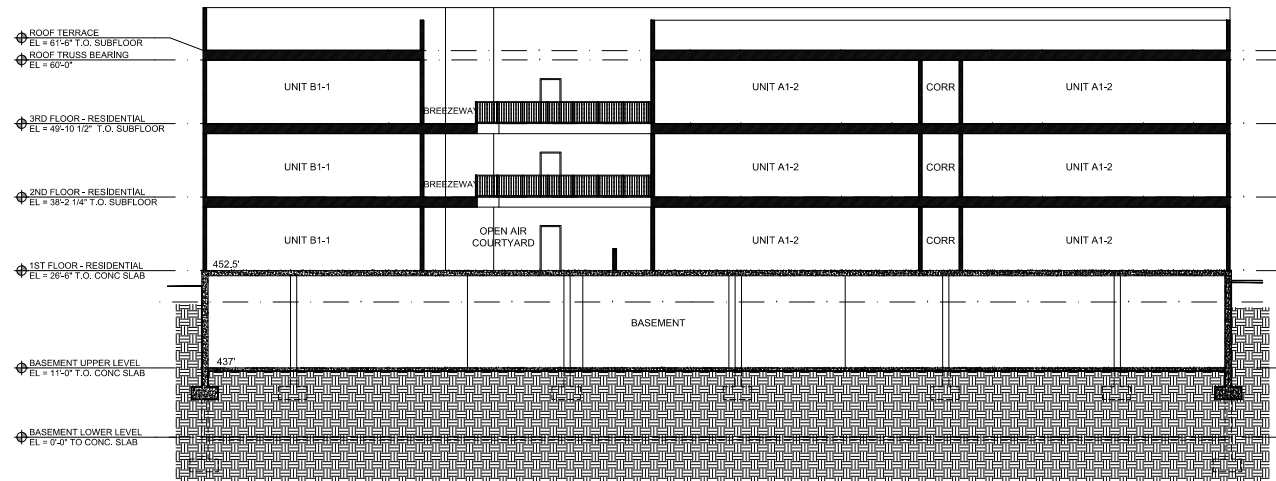 ROOF TERRACE
EL = 61'-6" T.O. SUBFLOOR
ROOF TRUSS BEARING
EL = 60'-0"
UNIT B1-1
BREEZEWAY
UNIT A1-2
CORR
UNIT A1-2
3RD FLOOR - RESIDENTIAL
EL = 49'-10 1/2" T.O. SUBFLOOR
UNIT B1-1
BREEZEWAY
UNIT A1-2
CORR
UNIT A1-2
2ND FLOOR - RESIDENTIAL
EL = 38'-2 1/4" T.O. SUBFLOOR
UNIT B1-1
OPEN AIR
COURTYARD
UNIT A1-2
CORR
UNIT A1-2
1ST FLOOR - RESIDENTIAL
EL = 26'-6" T.O. CONC SLAB
452.5'
BASEMENT
BASEMENT UPPER LEVEL
EL = 11'-0" T.O. CONC SLAB
437'
BASEMENT LOWER LEVEL
EL = 0'-0" TO CONC. SLAB